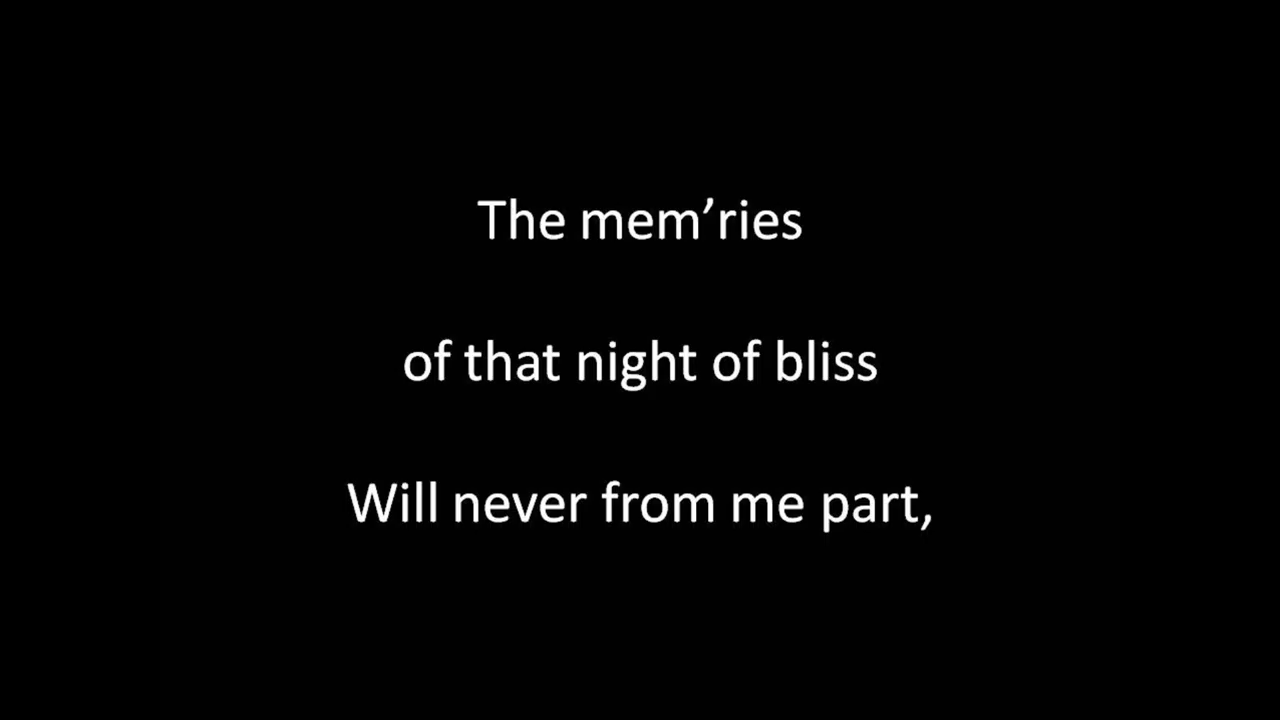 The mem’ries
of that night of bliss
Will never from me part,